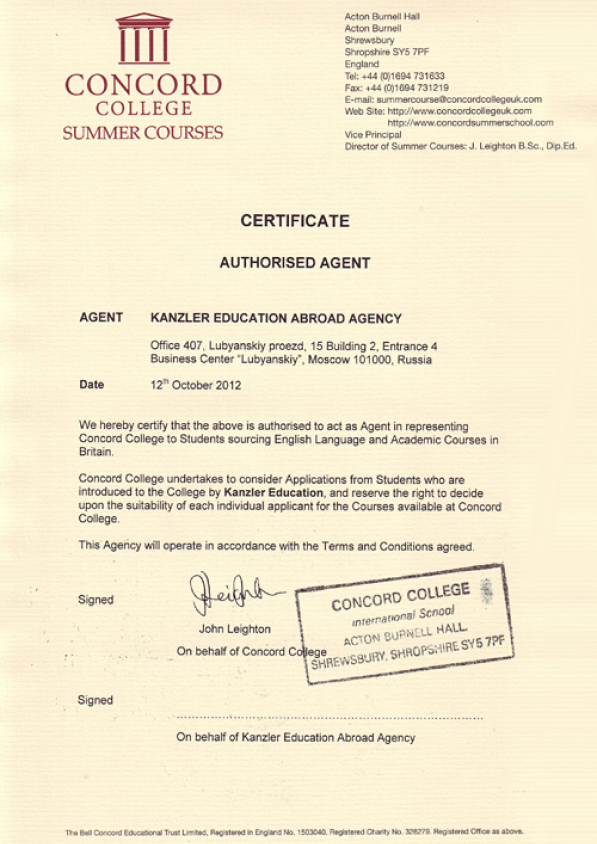 CONCORD
COLLEGE
SUMMER COURSES
Acton Burnell Hall
Acton Burnell
Shrewsbury
Shropshire SY5 7PF
England
Tel: +44 (0)1694 731633
Fax: +44 (0)1694 731219
E-mail: summercourse@concordcollegeuk.com
Web Site: http://www.concordcollegeuk.com
http://www.concordsummerschool.com
Vice Principal
Director of Summer Courses: J. Leighton B.Sc., Dip.Ed.
CERTIFICATE
AUTHORISED AGENT
AGENT KANZLER EDUCATION ABROAD AGENCY
Office 407, Lubyanskiy proezd, 15 Building 2, Entrance 4
Business Center "Lubyanskiy", Moscow 101000, Russia
Date 12th October 2012
We hereby certify that the above is authorised to act as Agent in representing
Concord College to Students sourcing English Language and Academic Courses in
Britain.
Concord College undertakes to consider Applications from Students who are
introduced to the College by Kanzler Education, and reserve the right to decide
upon the suitability of each individual applicant for the Courses available at Concord
College.
This Agency will operate in accordance with the Terms and Conditions agreed.
Signed
John Leighton
On behalf of Concord College
CONCORD COLLEGE
International School
ACTON BURNELL HALL,
SHREWSBURY, SHROPSHIRE SY5 7PF
Signed
On behalf of Kanzler Education Abroad Agency
The Bell Concord Educational Trust Limited, Registered in England No. 1503040, Registered Charity No. 326279. Registered Office as above.